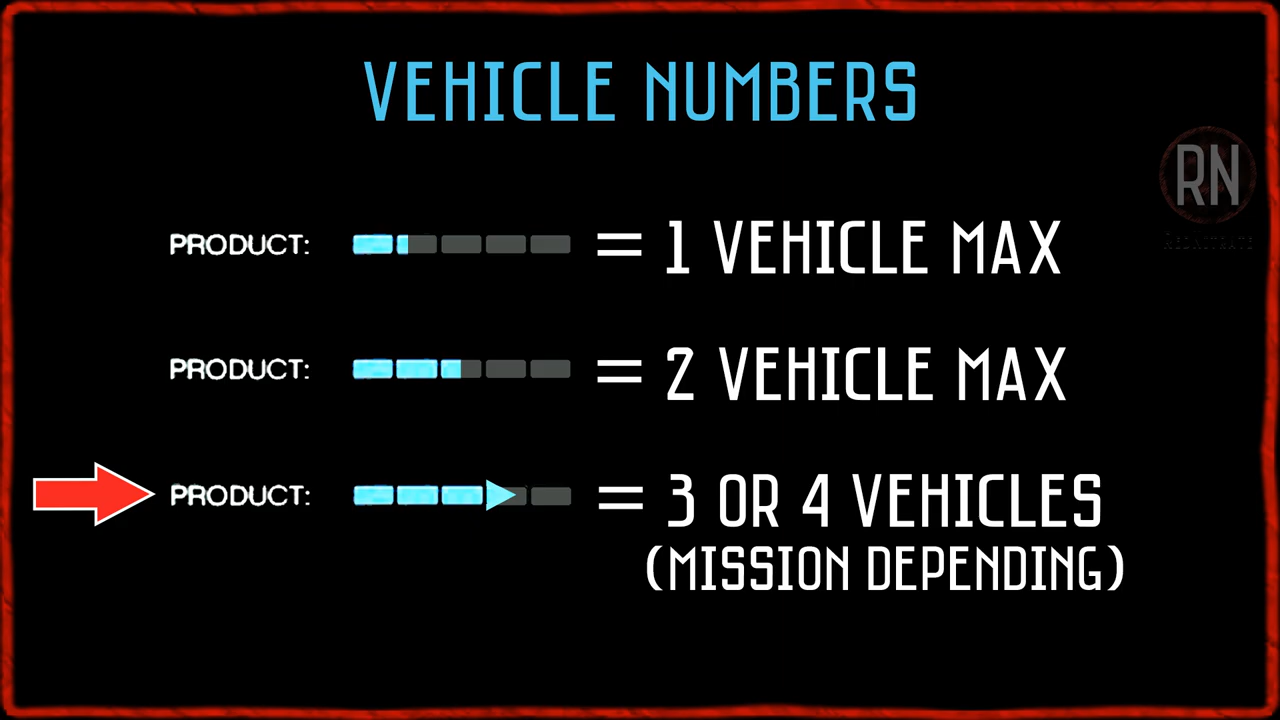 VEHICLE NUMBERS
RN
PRODUCT: = 1 VEHICLE MAX
PRODUCT: = 2 VEHICLE MAX
PRODUCT: = 3 OR 4 VEHICLES
(MISSION DEPENDING)